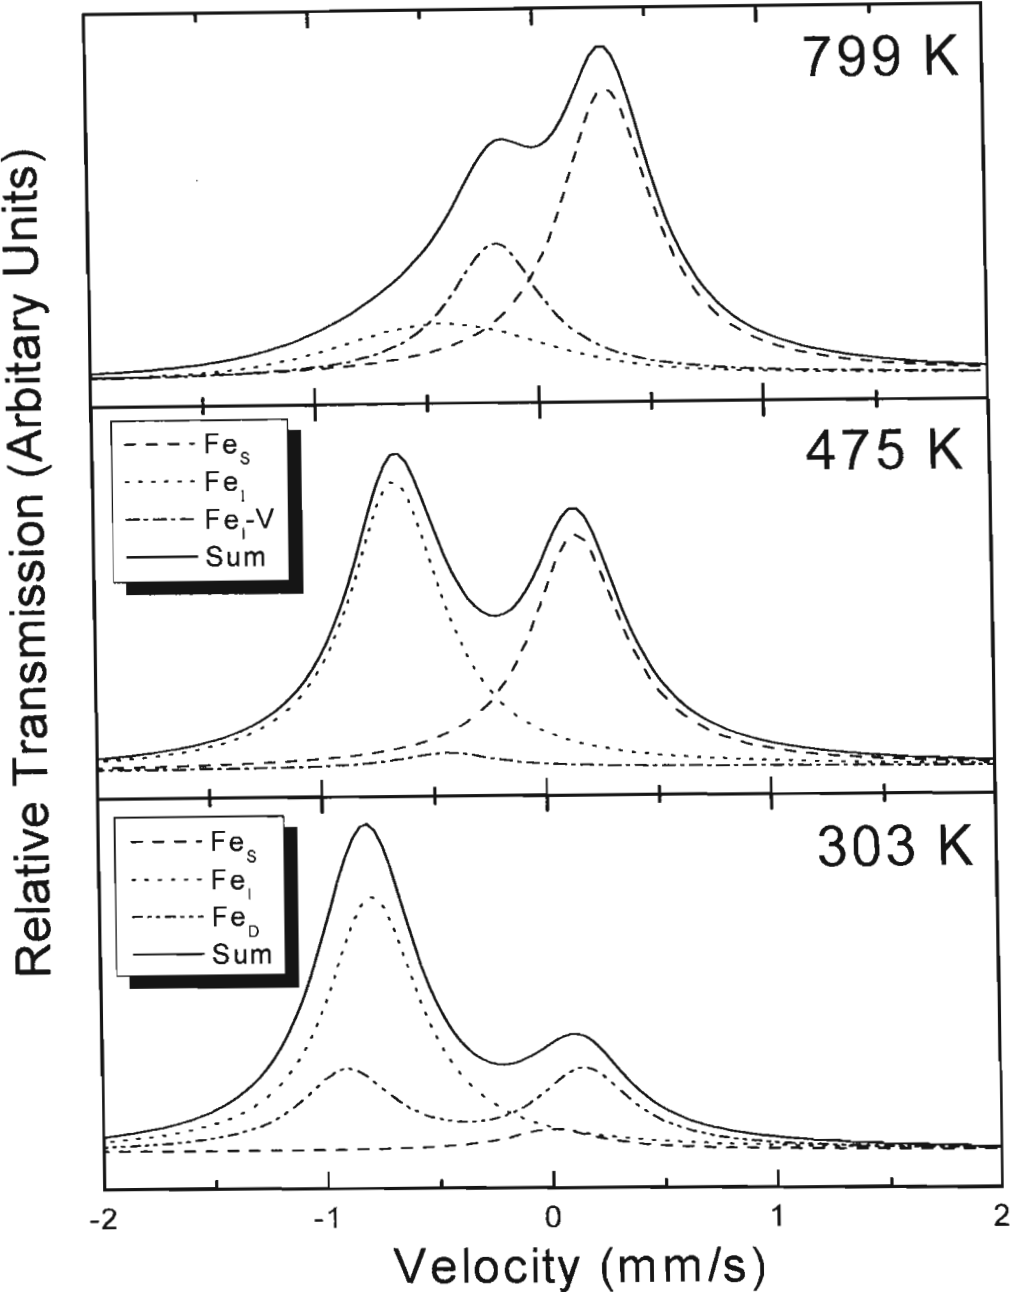 Relative Transmission (Arbitary Units)
799 K
475 K
Fe_S
Fe_I
Fe_I-V
Sum
303 K
Fe_S
Fe_I
Fe_D
Sum
-2 -1 0 1 2
Velocity (mm/s)